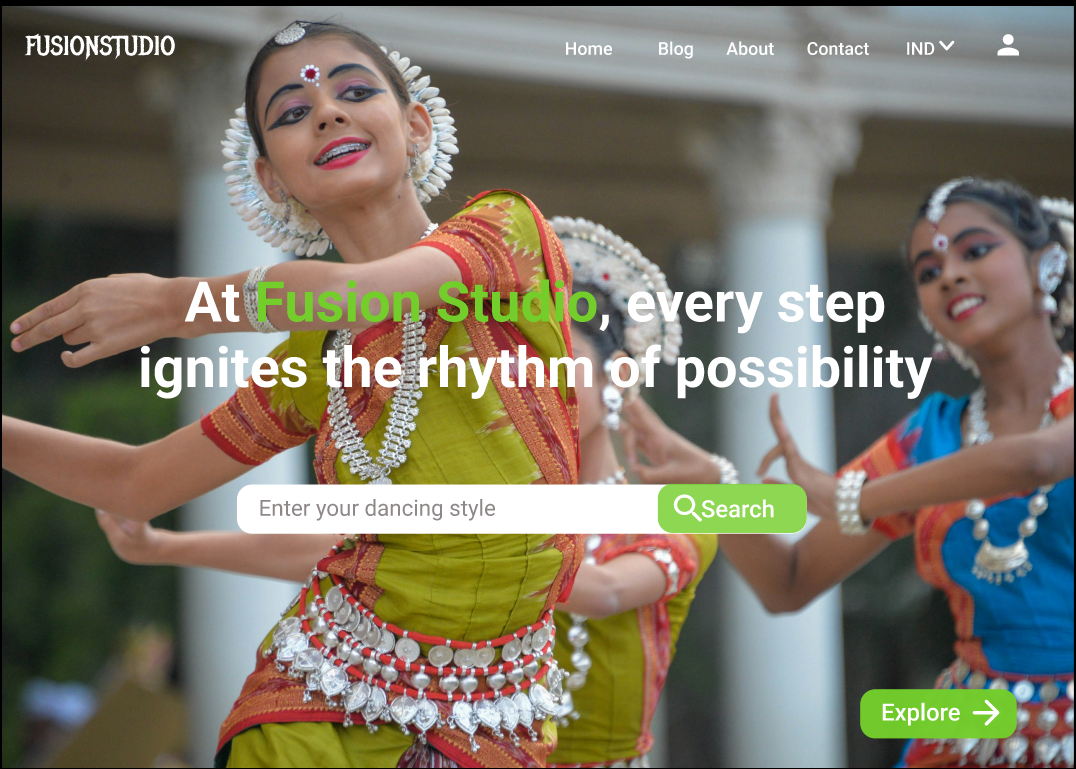 FUSIONSTUDIO
Home Blog About Contact IND
At Fusion Studio, every step
ignites the rhythm of possibility
Enter your dancing style
Search
Explore